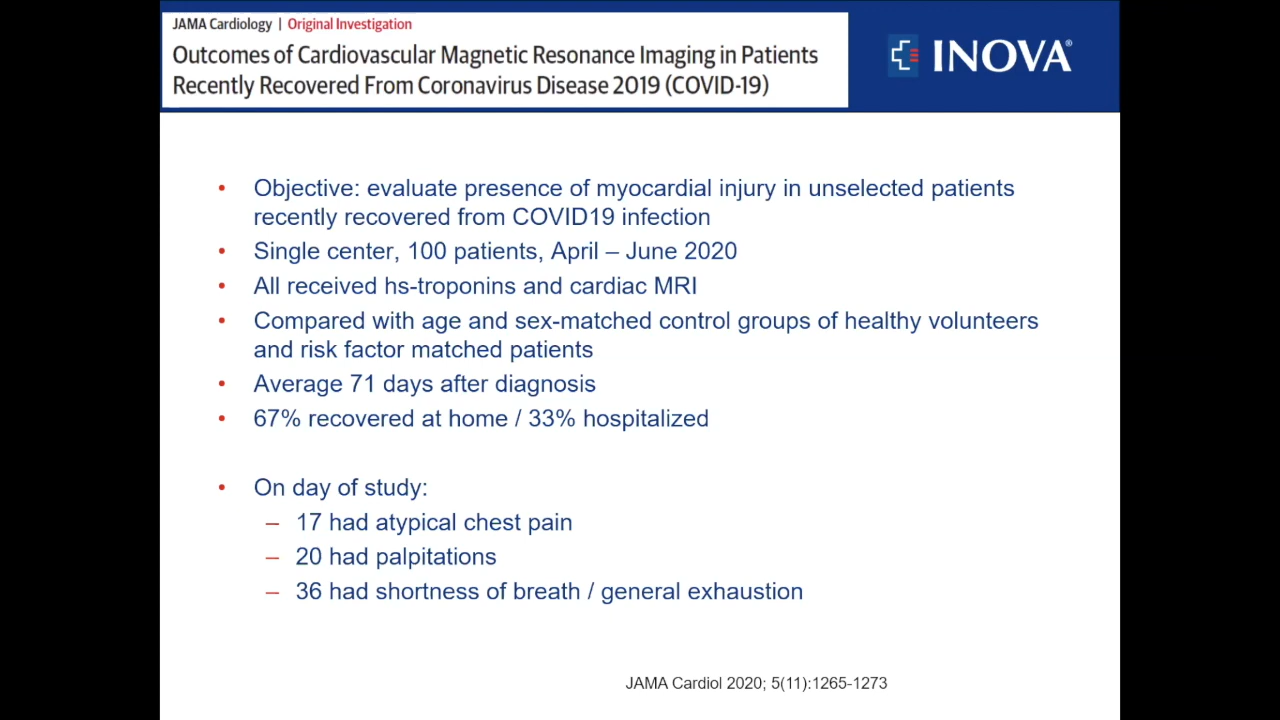 JAMA Cardiology | Original Investigation
Outcomes of Cardiovascular Magnetic Resonance Imaging in Patients
Recently Recovered From Coronavirus Disease 2019 (COVID-19)
INOVA®
• Objective: evaluate presence of myocardial injury in unselected patients
recently recovered from COVID19 infection
• Single center, 100 patients, April – June 2020
• All received hs-troponins and cardiac MRI
• Compared with age and sex-matched control groups of healthy volunteers
and risk factor matched patients
• Average 71 days after diagnosis
• 67% recovered at home / 33% hospitalized
• On day of study:
– 17 had atypical chest pain
– 20 had palpitations
– 36 had shortness of breath / general exhaustion
JAMA Cardiol 2020; 5(11):1265-1273